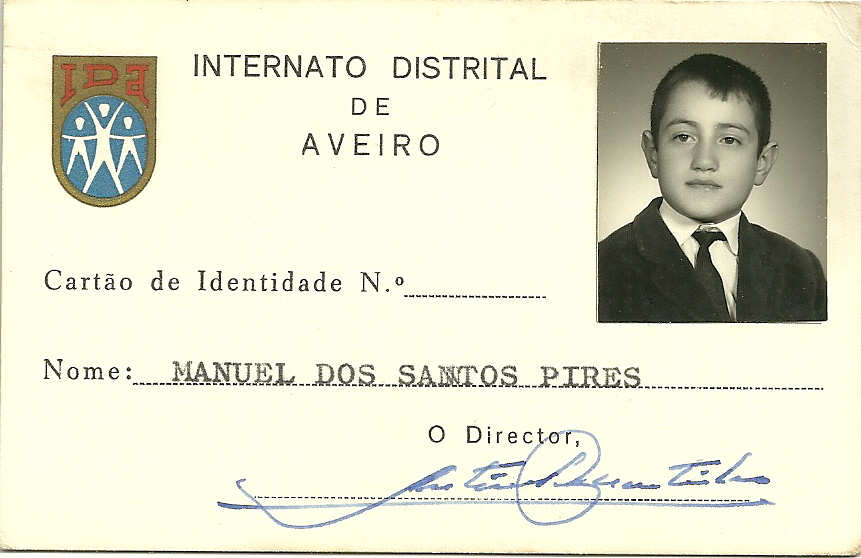 IDA
INTERNATO DISTRITAL
DE
AVEIRO
Cartão de Identidade N.º
Nome: MANUEL DOS SANTOS PIRES
O Director,